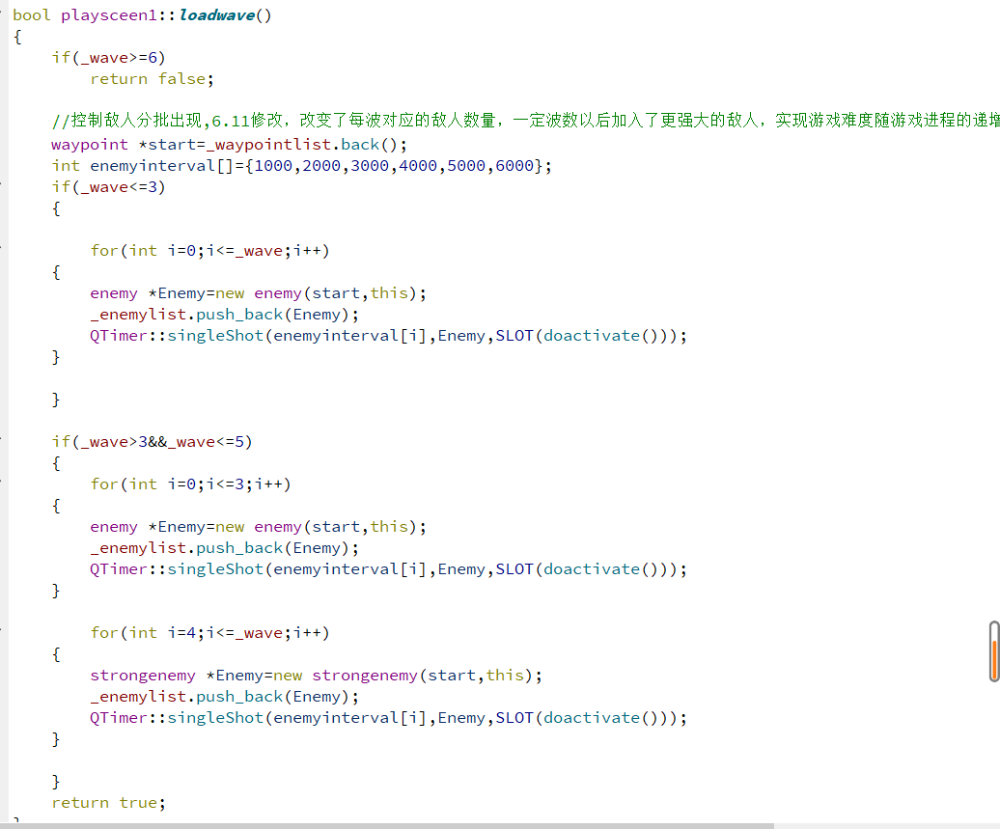 bool playsceen1::loadwave()
{
if(_wave>=6)
return false;
//控制敌人分批出现,6.11修改，改变了每波对应的敌人数量，一定波数以后加入了更强大的敌人，实现游戏难度随游戏进程的递增
waypoint *start=_waypointlist.back();
int enemyinterval[]={1000,2000,3000,4000,5000,6000};
if(_wave<=3)
{
for(int i=0;i<=_wave;i++)
{
enemy *Enemy=new enemy(start,this);
_enemylist.push_back(Enemy);
QTimer::singleShot(enemyinterval[i],Enemy,SLOT(doactivate()));
}
}
if(_wave>3&&_wave<=5)
{
for(int i=0;i<=3;i++)
{
enemy *Enemy=new enemy(start,this);
_enemylist.push_back(Enemy);
QTimer::singleShot(enemyinterval[i],Enemy,SLOT(doactivate()));
}
for(int i=4;i<=_wave;i++)
{
strongenemy *Enemy=new strongenemy(start,this);
_enemylist.push_back(Enemy);
QTimer::singleShot(enemyinterval[i],Enemy,SLOT(doactivate()));
}
}
return true;
}